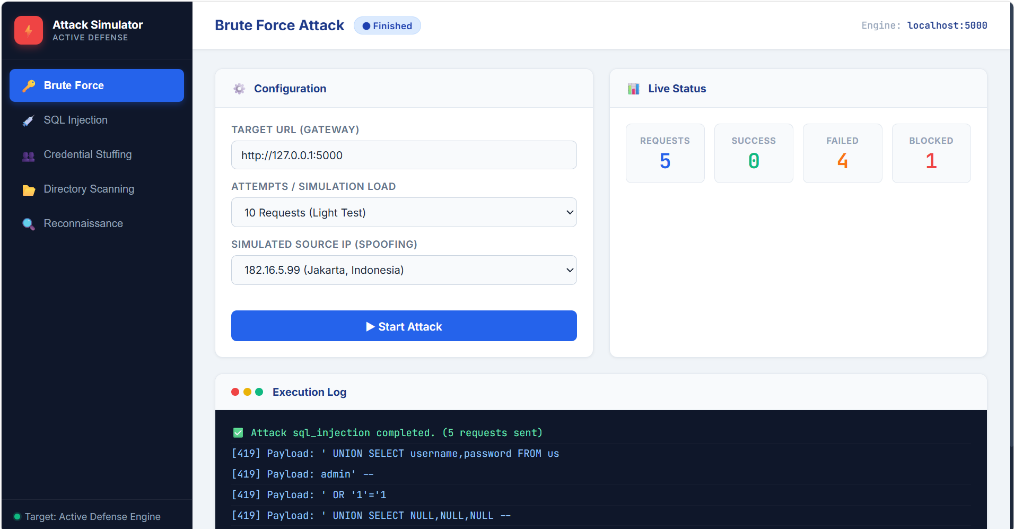 Attack Simulator
ACTIVE DEFENSE
Brute Force
SQL Injection
Credential Stuffing
Directory Scanning
Reconnaissance
Target: Active Defense Engine
Brute Force Attack
Finished
Engine: localhost:5000
Configuration
TARGET URL (GATEWAY)
http://127.0.0.1:5000
ATTEMPTS / SIMULATION LOAD
10 Requests (Light Test)
SIMULATED SOURCE IP (SPOOFING)
182.16.5.99 (Jakarta, Indonesia)
▶ Start Attack
Live Status
REQUESTS
5
SUCCESS
0
FAILED
4
BLOCKED
1
Execution Log
✅ Attack sql_injection completed. (5 requests sent)
[419] Payload: ' UNION SELECT username,password FROM us
[419] Payload: admin' --
[419] Payload: ' OR '1'='1
[419] Payload: ' UNION SELECT NULL,NULL,NULL --